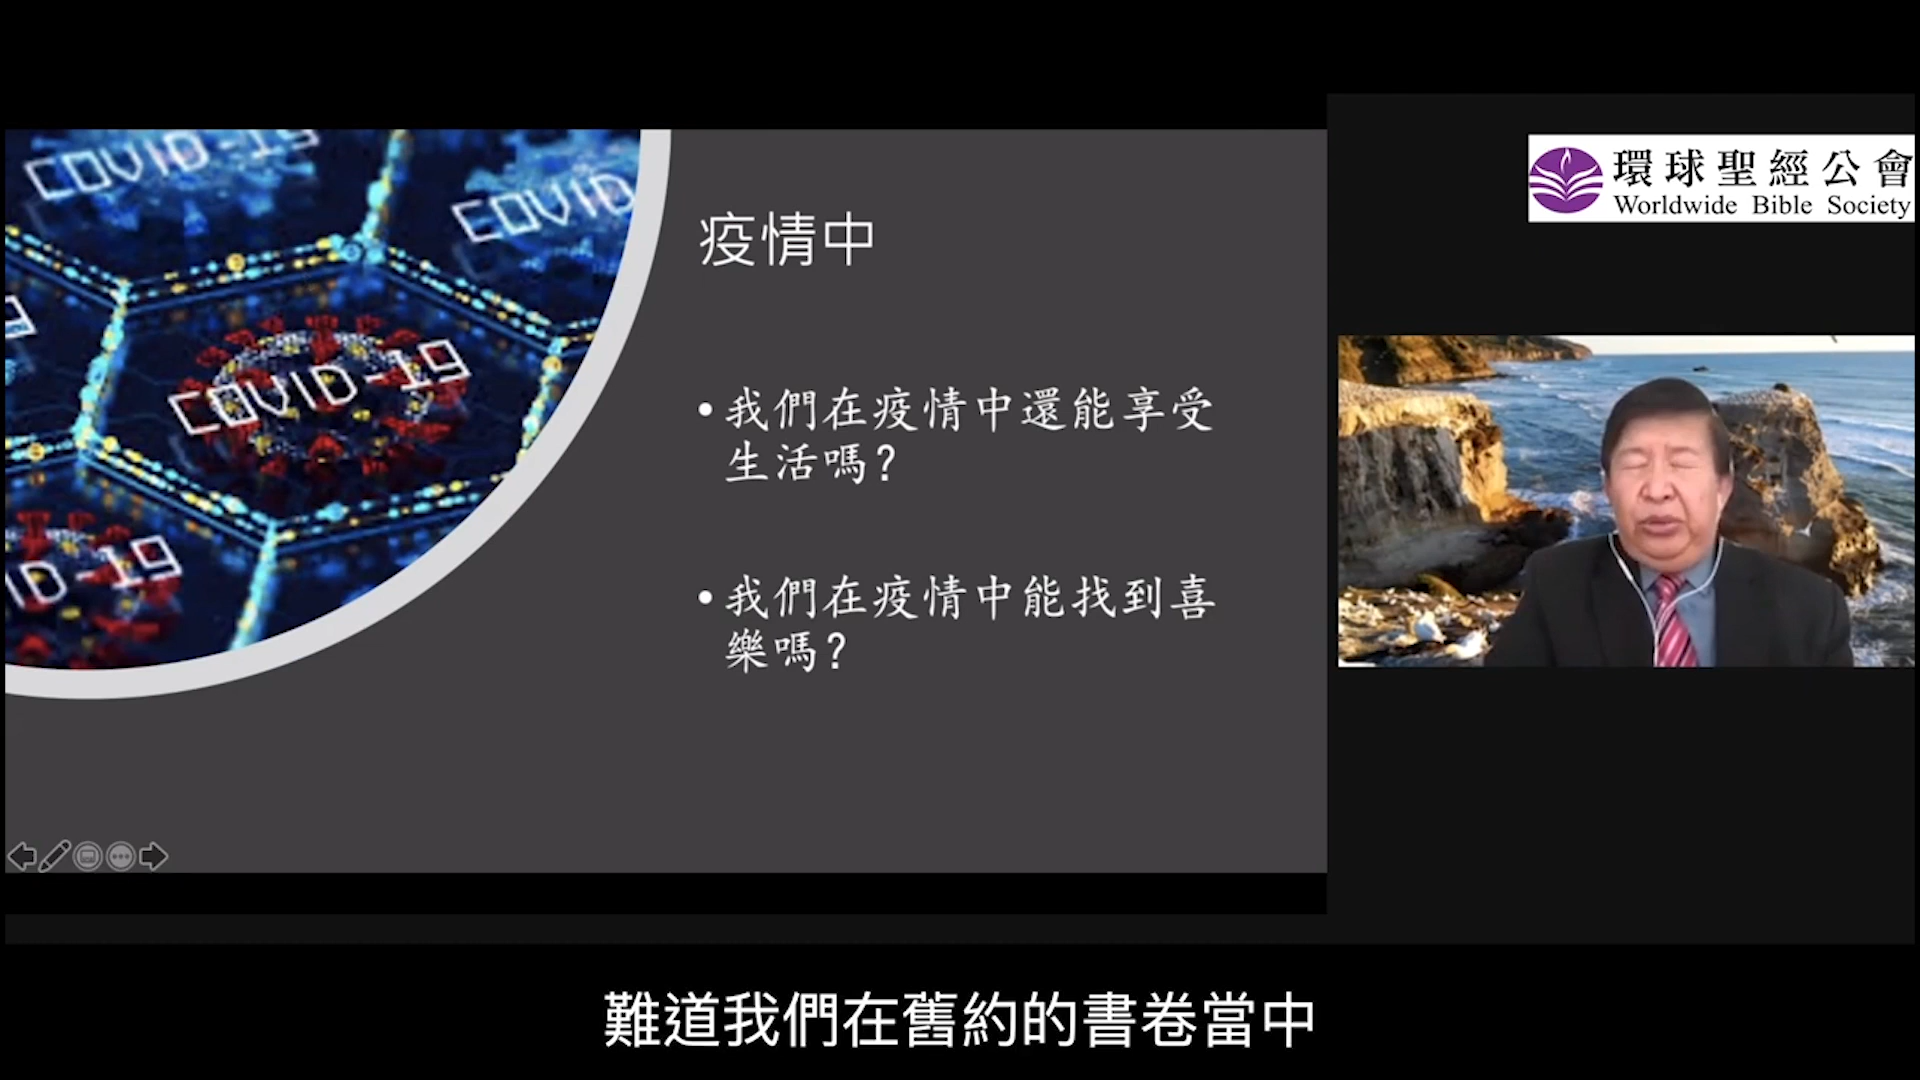 COVID-19
COVID
COVID-19
ID-19
疫情中
• 我們在疫情中還能享受
生活嗎？
• 我們在疫情中能找到喜
樂嗎？
環球聖經公會
Worldwide Bible Society
難道我們在舊約的書卷當中